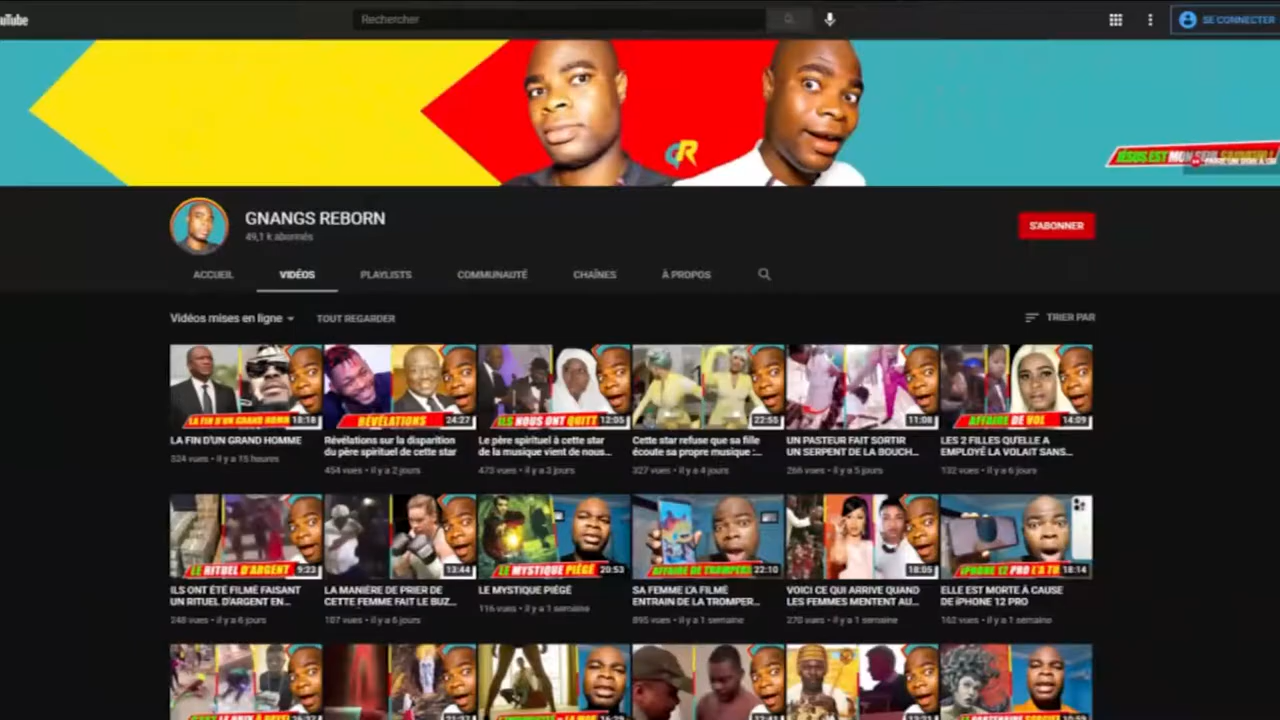 uTube
Rechercher
SE CONNECTER
GR
JÉSUS EST MON SEUL SAUVEUR !
GNANGS REBORN
49,1 k abonnés
S'ABONNER
ACCUEIL
VIDÉOS
PLAYLISTS
COMMUNAUTÉ
CHAÎNES
À PROPOS
Vidéos mises en ligne
TOUT REGARDER
TRIER PAR
LA FIN D'UN GRAND HOMM
18:18
RÉVÉLATIONS
24:27
ILS NOUS ONT QUITT
12:05
22:55
11:08
AFFAIRE DE VOL
14:09
LA FIN D'UN GRAND HOMME
324 vues • il y a 15 heures
Révélations sur la disparition
du père spirituel de cette star
454 vues • il y a 2 jours
Le père spirituel à cette star
de la musique vient de nous...
473 vues • il y a 3 jours
Cette star refuse que sa fille
écoute sa propre musique :...
327 vues • il y a 4 jours
UN PASTEUR FAIT SORTIR
UN SERPENT DE LA BOUCH...
266 vues • il y a 5 jours
LES 2 FILLES QU'ELLE A
EMPLOYÉ LA VOLAIT SANS...
132 vues • il y a 6 jours
LE RITUEL D'ARGENT
9:23
13:44
LE MYSTIQUE PIÉGÉ
20:53
AFFAIRE DE TROMPERI
22:10
18:05
iPHONE 12 PRO L'A TU
18:14
ILS ONT ÉTÉ FILMÉ FAISANT
UN RITUEL D'ARGENT EN...
248 vues • il y a 6 jours
LA MANIÈRE DE PRIER DE
CETTE FEMME FAIT LE BUZ...
107 vues • il y a 6 jours
LE MYSTIQUE PIÉGÉ
116 vues • il y a 1 semaine
SA FEMME L'A FILMÉ
ENTRAIN DE LA TROMPER...
895 vues • il y a 1 semaine
VOICI CE QUI ARRIVE QUAND
LES FEMMES MENTENT AU...
270 vues • il y a 1 semaine
ELLE EST MORTE À CAUSE
DE iPHONE 12 PRO
162 vues • il y a 1 semaine